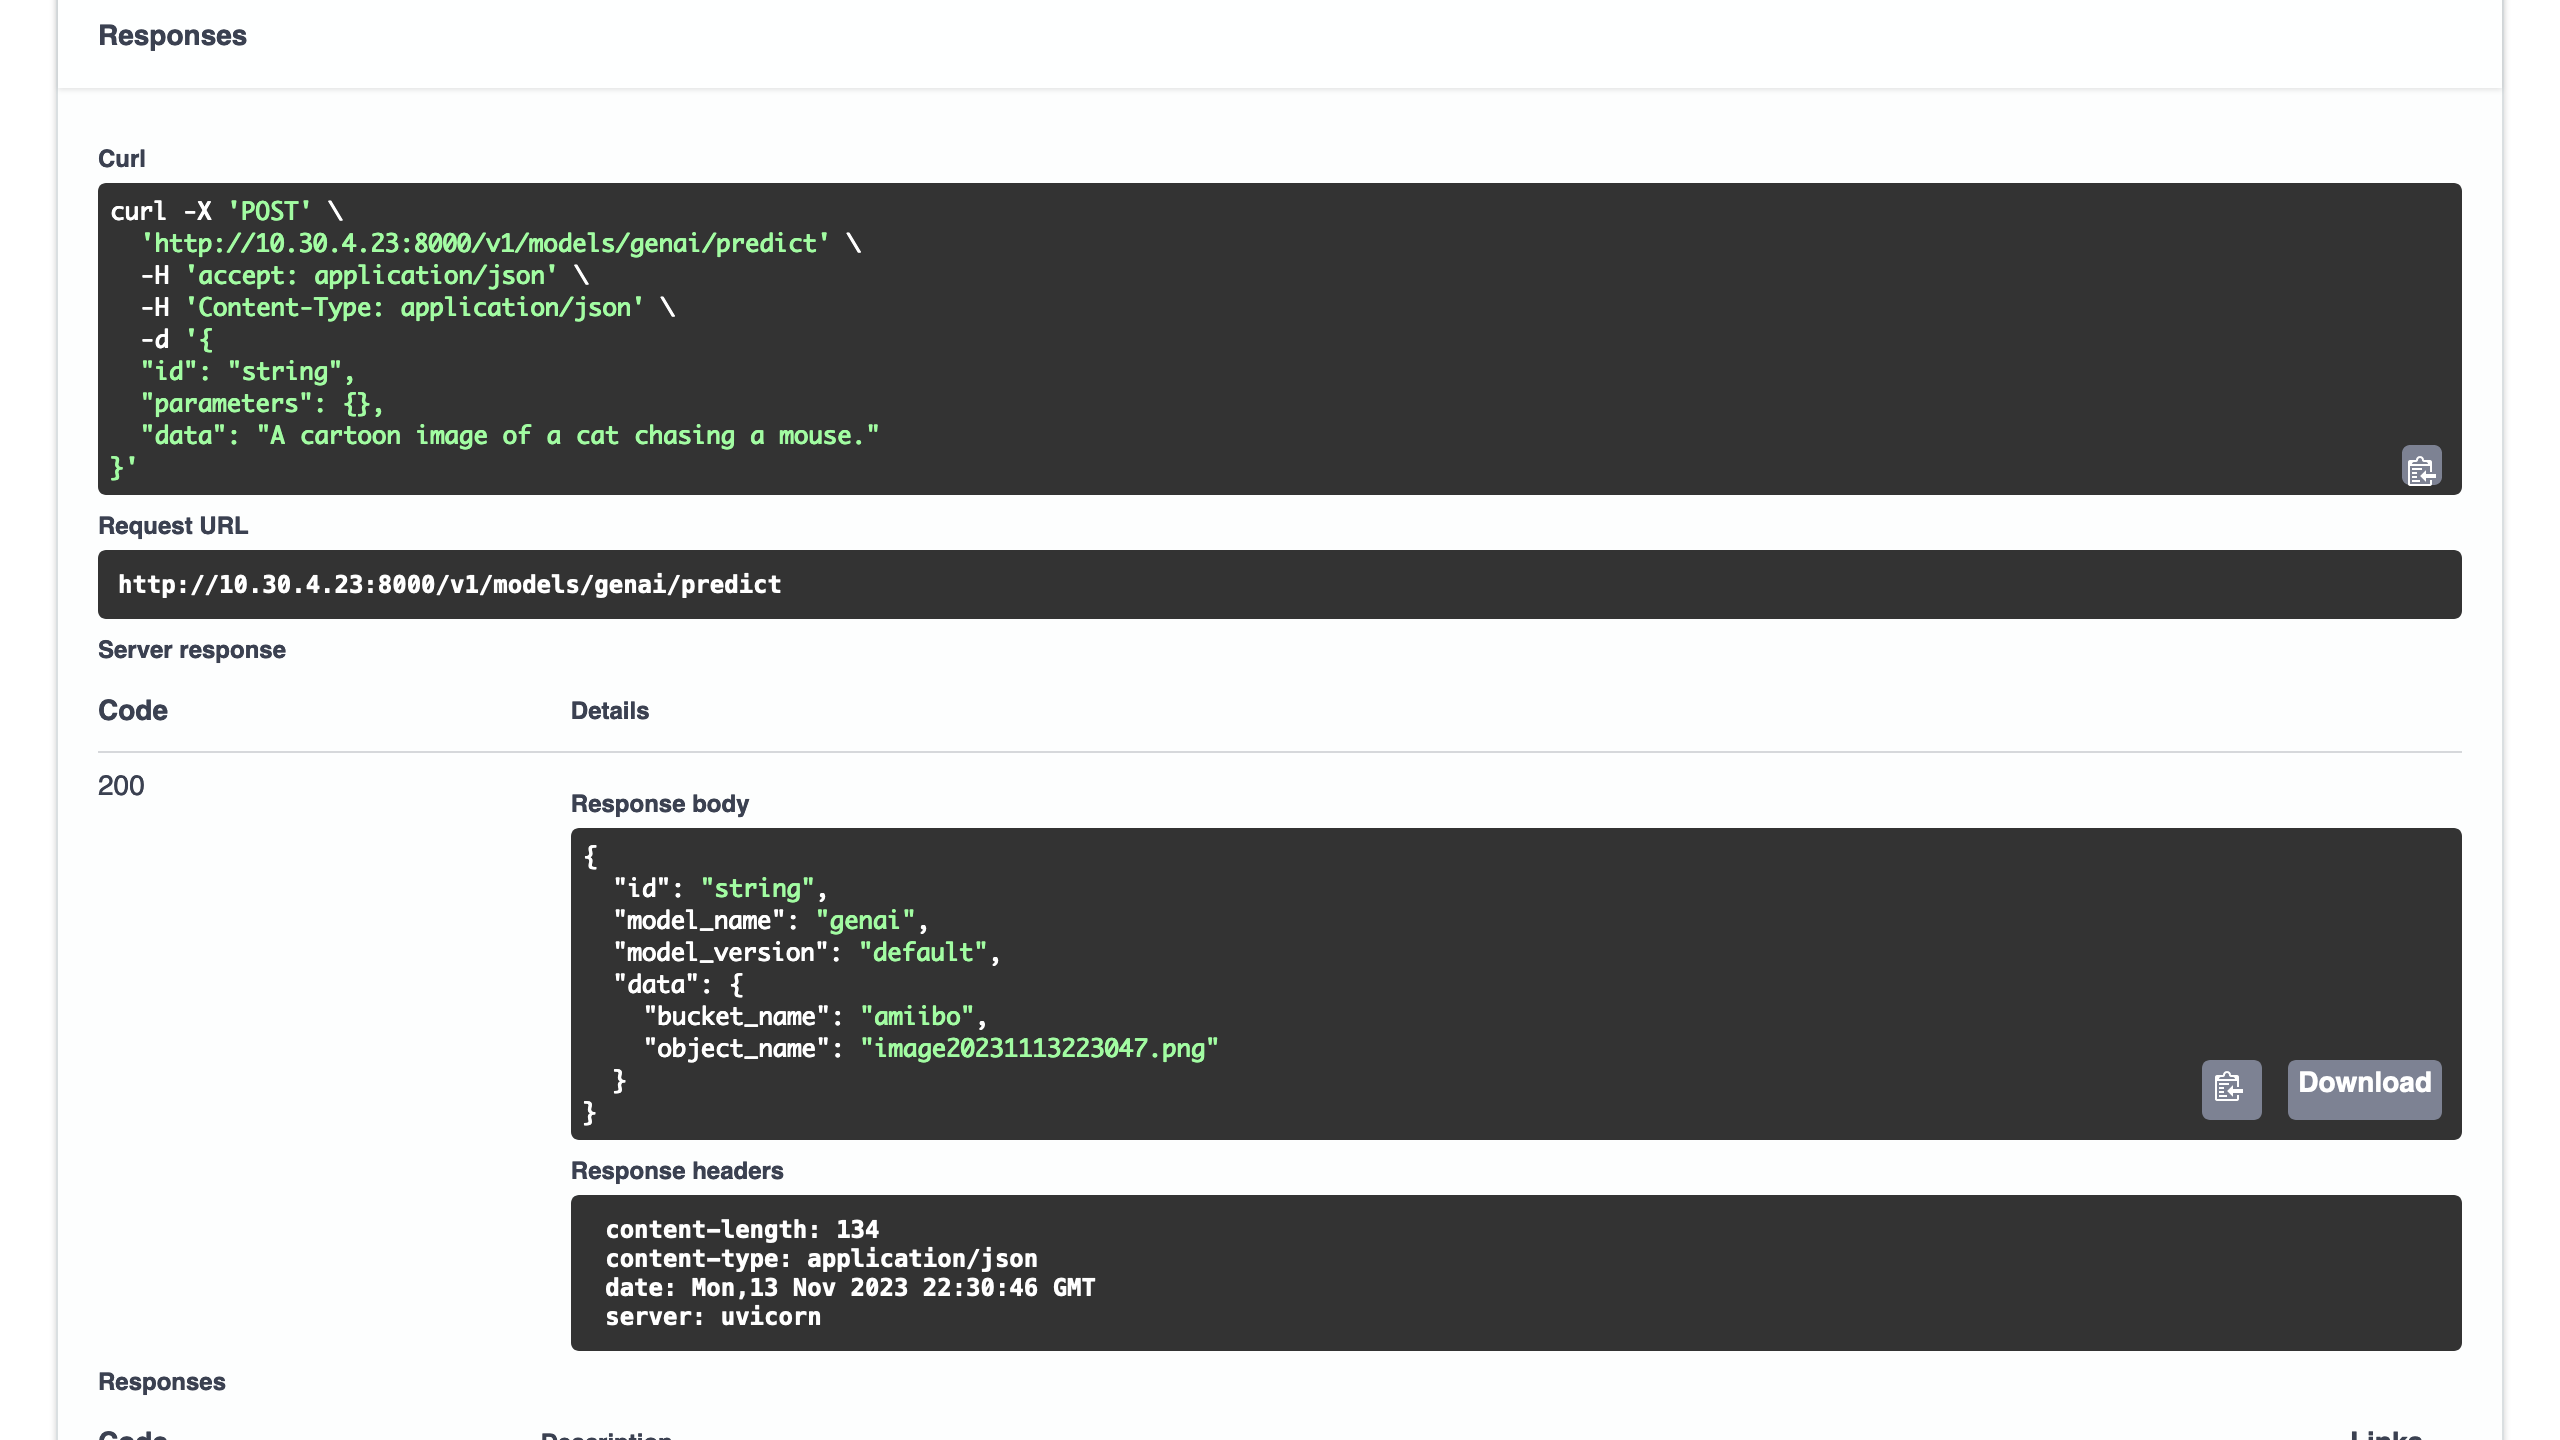 Responses
Curl
curl -X 'POST' \
'http://10.30.4.23:8000/v1/models/genai/predict' \
-H 'accept: application/json' \
-H 'Content-Type: application/json' \
-d '{
"id": "string",
"parameters": {},
"data": "A cartoon image of a cat chasing a mouse."
}'
Request URL
http://10.30.4.23:8000/v1/models/genai/predict
Server response
Code Details
200
Response body
{
"id": "string",
"model_name": "genai",
"model_version": "default",
"data": {
"bucket_name": "amiibo",
"object_name": "image20231113223047.png"
}
}
Download
Response headers
content-length: 134
content-type: application/json
date: Mon,13 Nov 2023 22:30:46 GMT
server: uvicorn
Responses
Code Description Links